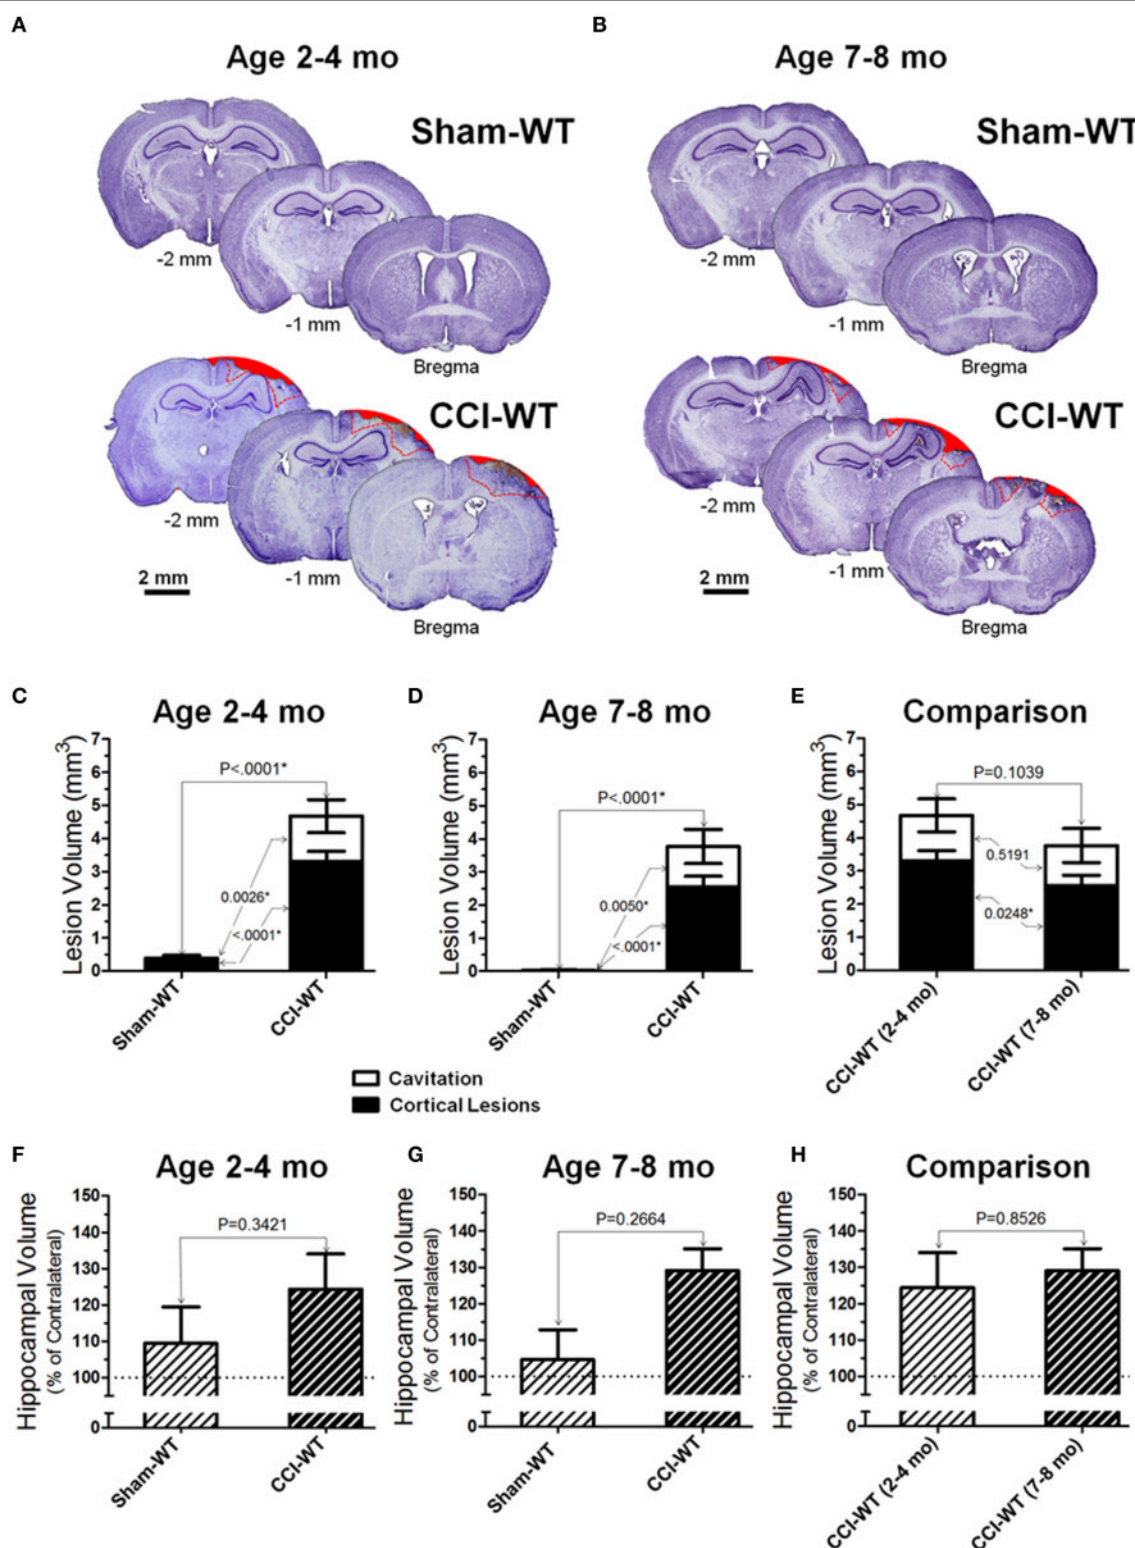 A
B
Age 2-4 mo
Age 7-8 mo
Sham-WT
Sham-WT
-2 mm
-2 mm
-1 mm
-1 mm
Bregma
Bregma
CCI-WT
CCI-WT
-2 mm
-2 mm
-1 mm
-1 mm
2 mm
2 mm
Bregma
Bregma
C
Age 2-4 mo
Lesion Volume (mm³)
7
6
5
4
3
2
1
0
P<.0001*
0.0026*
<.0001*
Sham-WT
CCI-WT
D
Age 7-8 mo
Lesion Volume (mm³)
7
6
5
4
3
2
1
0
P<.0001*
0.0050*
<.0001*
Sham-WT
CCI-WT
E
Comparison
Lesion Volume (mm³)
7
6
5
4
3
2
1
0
P=0.1039
0.5191
0.0248*
CCI-WT (2-4 mo)
CCI-WT (7-8 mo)
Cavitation
Cortical Lesions
F
Age 2-4 mo
Hippocampal Volume
(% of Contralateral)
150
140
130
120
110
100
0
P=0.3421
Sham-WT
CCI-WT
G
Age 7-8 mo
Hippocampal Volume
(% of Contralateral)
150
140
130
120
110
100
0
P=0.2664
Sham-WT
CCI-WT
H
Comparison
Hippocampal Volume
(% of Contralateral)
150
140
130
120
110
100
0
P=0.8526
CCI-WT (2-4 mo)
CCI-WT (7-8 mo)